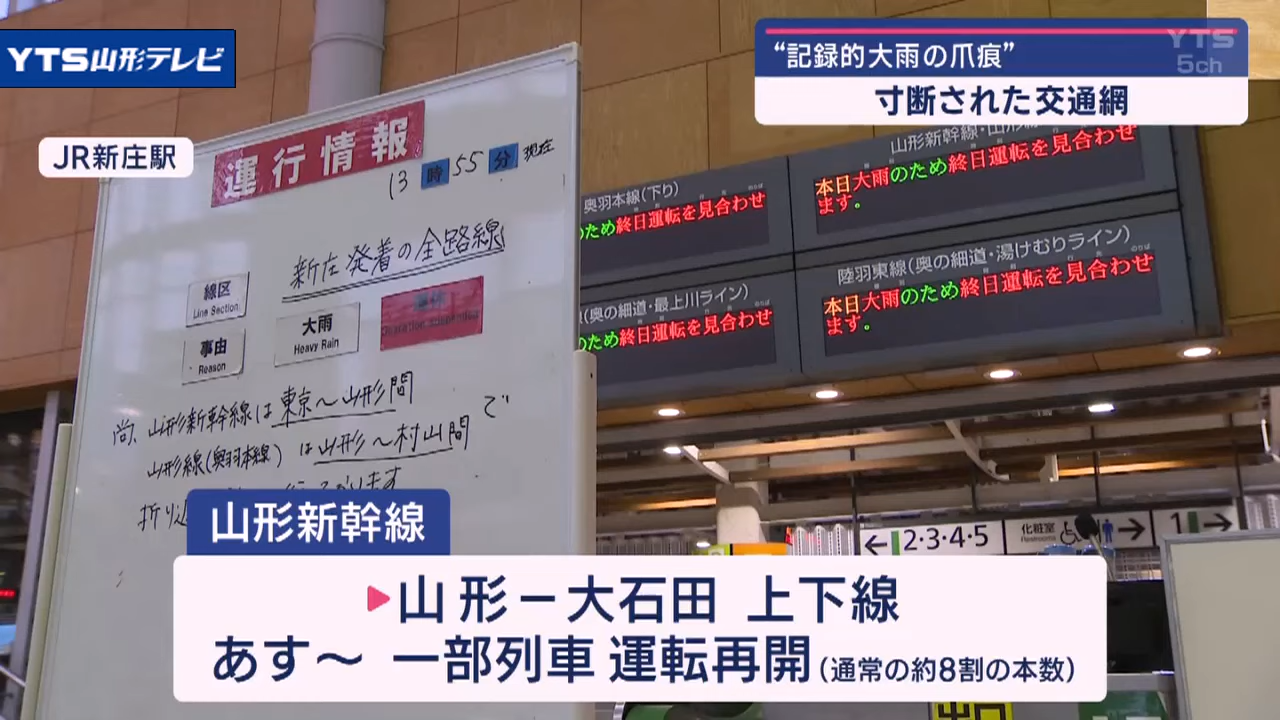 YTS山形テレビ
YTS
5ch
“記録的大雨の爪痕”
寸断された交通網
JR新庄駅
運行情報
13時55分現在
新庄発着の全路線
線区
Line Section
事由
Reason
大雨
Heavy Rain
運休
Operation Suspended
尚、山形新幹線は東京～山形間
山形線(奥羽本線)は山形～村山間で
折り返
奥羽本線(下り)
のため終日運転を見合わせ
山形新幹線・山形線
本日大雨のため終日運転を見合わせ
ます。
(奥の細道・最上川ライン)
のため終日運転を見合わせ
陸羽東線(奥の細道・湯けむりライン)
本日大雨のため終日運転を見合わせ
ます。
←2・3・4・5
化粧室
Restrooms
→
1→
出口
山形新幹線
▶山形－大石田 上下線
あす～ 一部列車 運転再開(通常の約8割の本数)